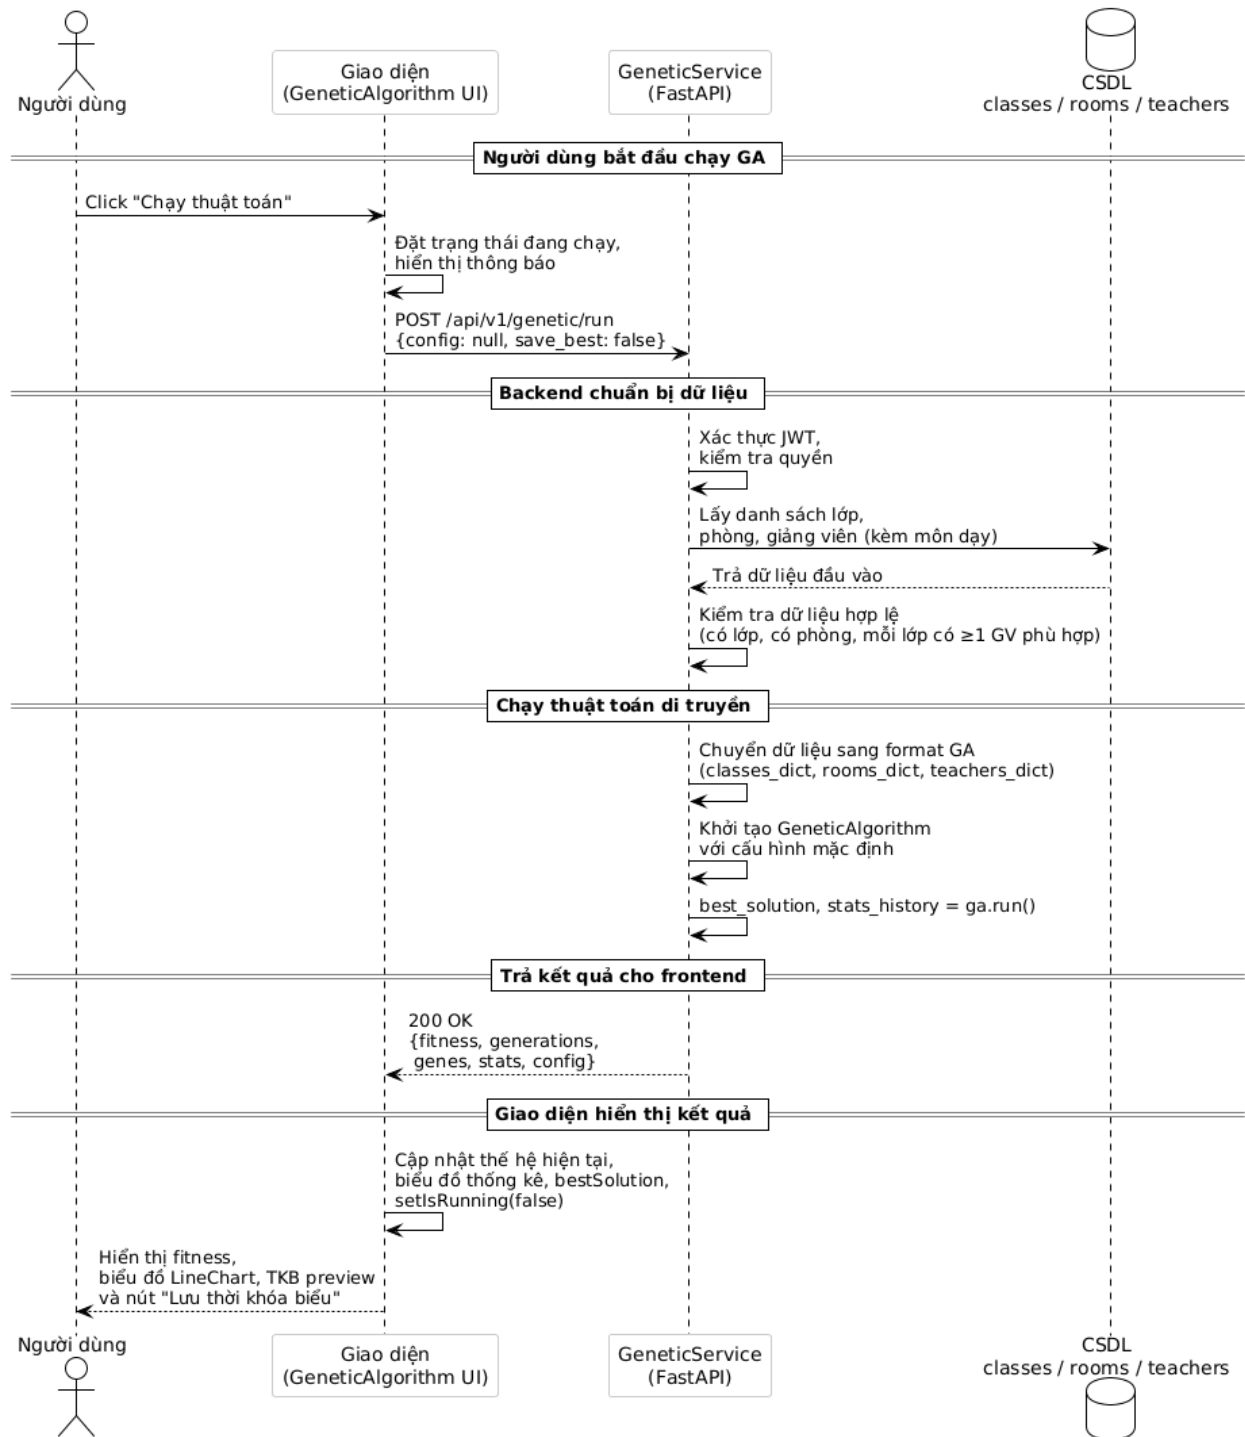 Người dùng
Giao diện
(GeneticAlgorithm UI)
GeneticService
(FastAPI)
CSDL
classes / rooms / teachers
Người dùng bắt đầu chạy GA
Click "Chạy thuật toán"
Đặt trạng thái đang chạy,
hiển thị thông báo
POST /api/v1/genetic/run
{config: null, save_best: false}
Backend chuẩn bị dữ liệu
Xác thực JWT,
kiểm tra quyền
Lấy danh sách lớp,
phòng, giảng viên (kèm môn dạy)
Trả dữ liệu đầu vào
Kiểm tra dữ liệu hợp lệ
(có lớp, có phòng, mỗi lớp có ≥1 GV phù hợp)
Chạy thuật toán di truyền
Chuyển dữ liệu sang format GA
(classes_dict, rooms_dict, teachers_dict)
Khởi tạo GeneticAlgorithm
với cấu hình mặc định
best_solution, stats_history = ga.run()
Trả kết quả cho frontend
200 OK
{fitness, generations,
genes, stats, config}
Giao diện hiển thị kết quả
Cập nhật thế hệ hiện tại,
biểu đồ thống kê, bestSolution,
setIsRunning(false)
Hiển thị fitness,
biểu đồ LineChart, TKB preview
và nút "Lưu thời khóa biểu"
Người dùng
Giao diện
(GeneticAlgorithm UI)
GeneticService
(FastAPI)
CSDL
classes / rooms / teachers